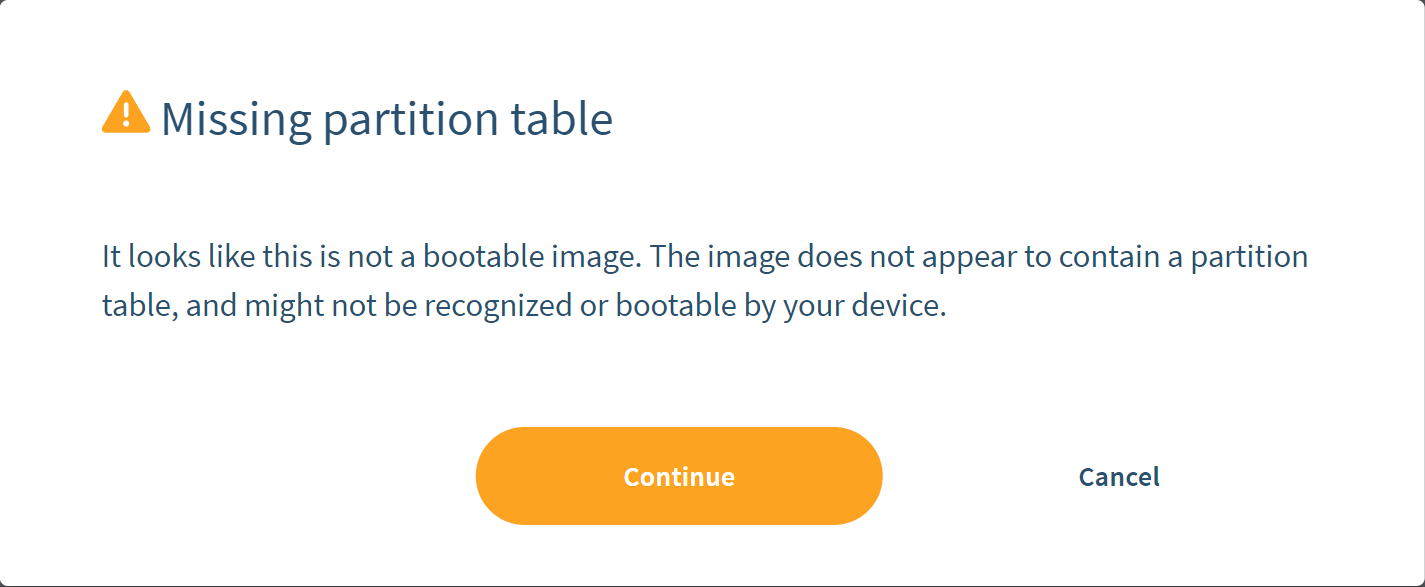 Missing partition table
It looks like this is not a bootable image. The image does not appear to contain a partition
table, and might not be recognized or bootable by your device.
Continue
Cancel